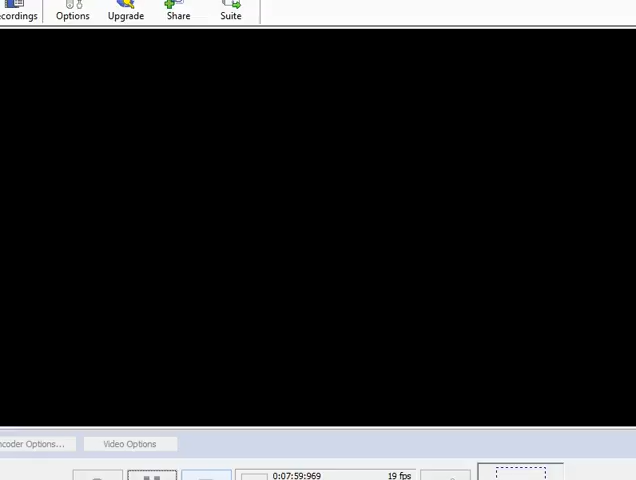 ecordings Options Upgrade Share Suite
ncoder Options... Video Options
0:07:59:969 19 fps